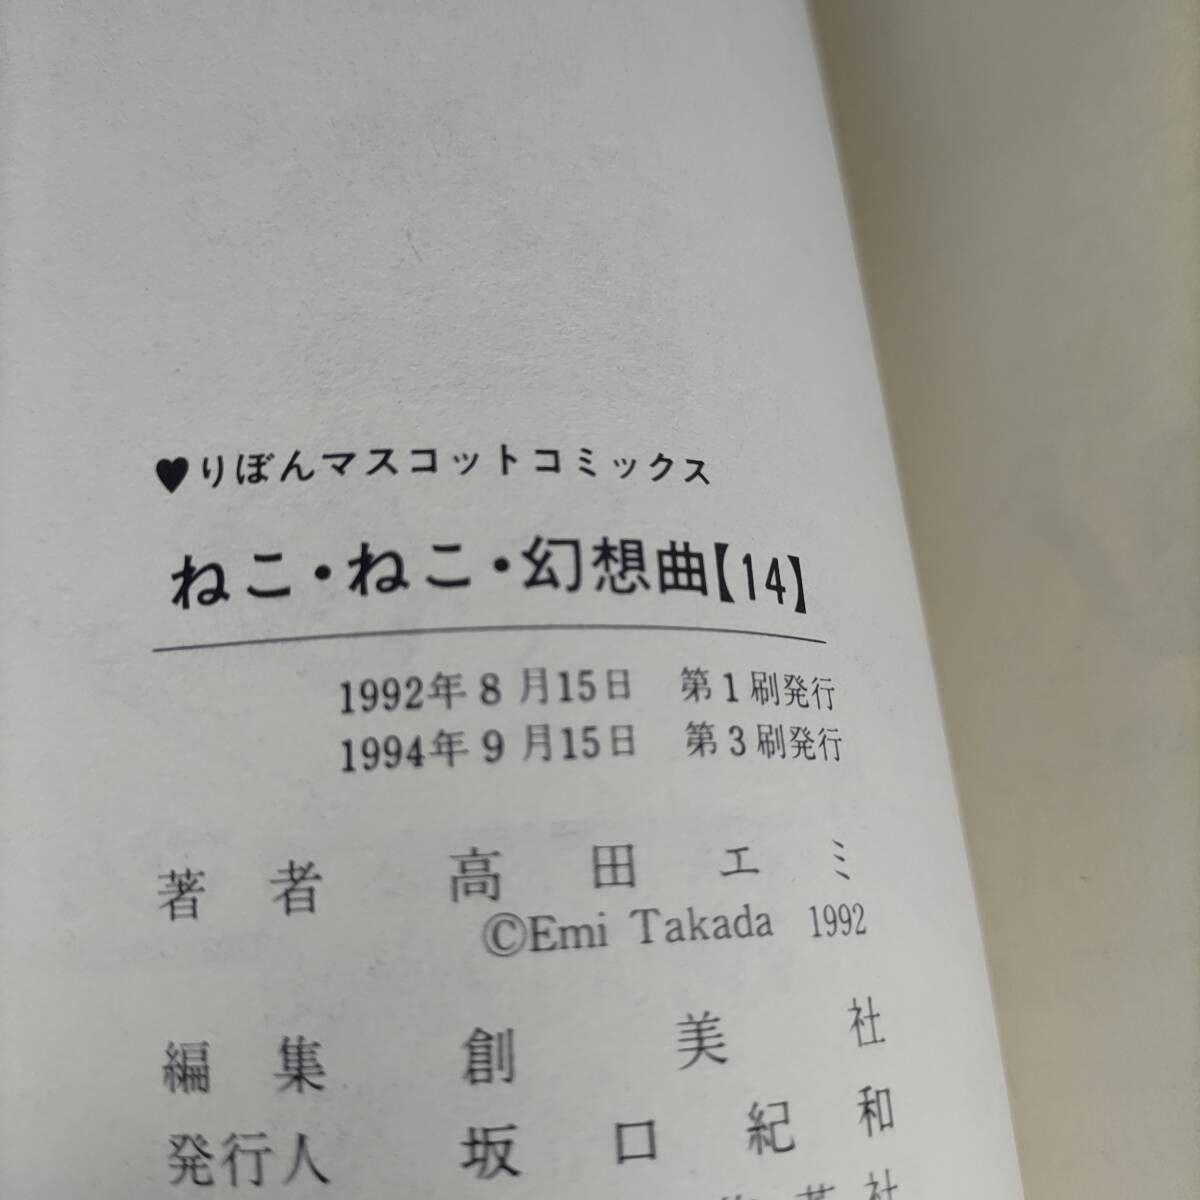 ♥りぼんマスコットコミックス
ねこ・ねこ・幻想曲【14】
1992年8月15日 第1刷発行
1994年9月15日 第3刷発行
著者 高田エミ
©Emi Takada 1992
編集 創美社
発行人 坂口紀和
英社